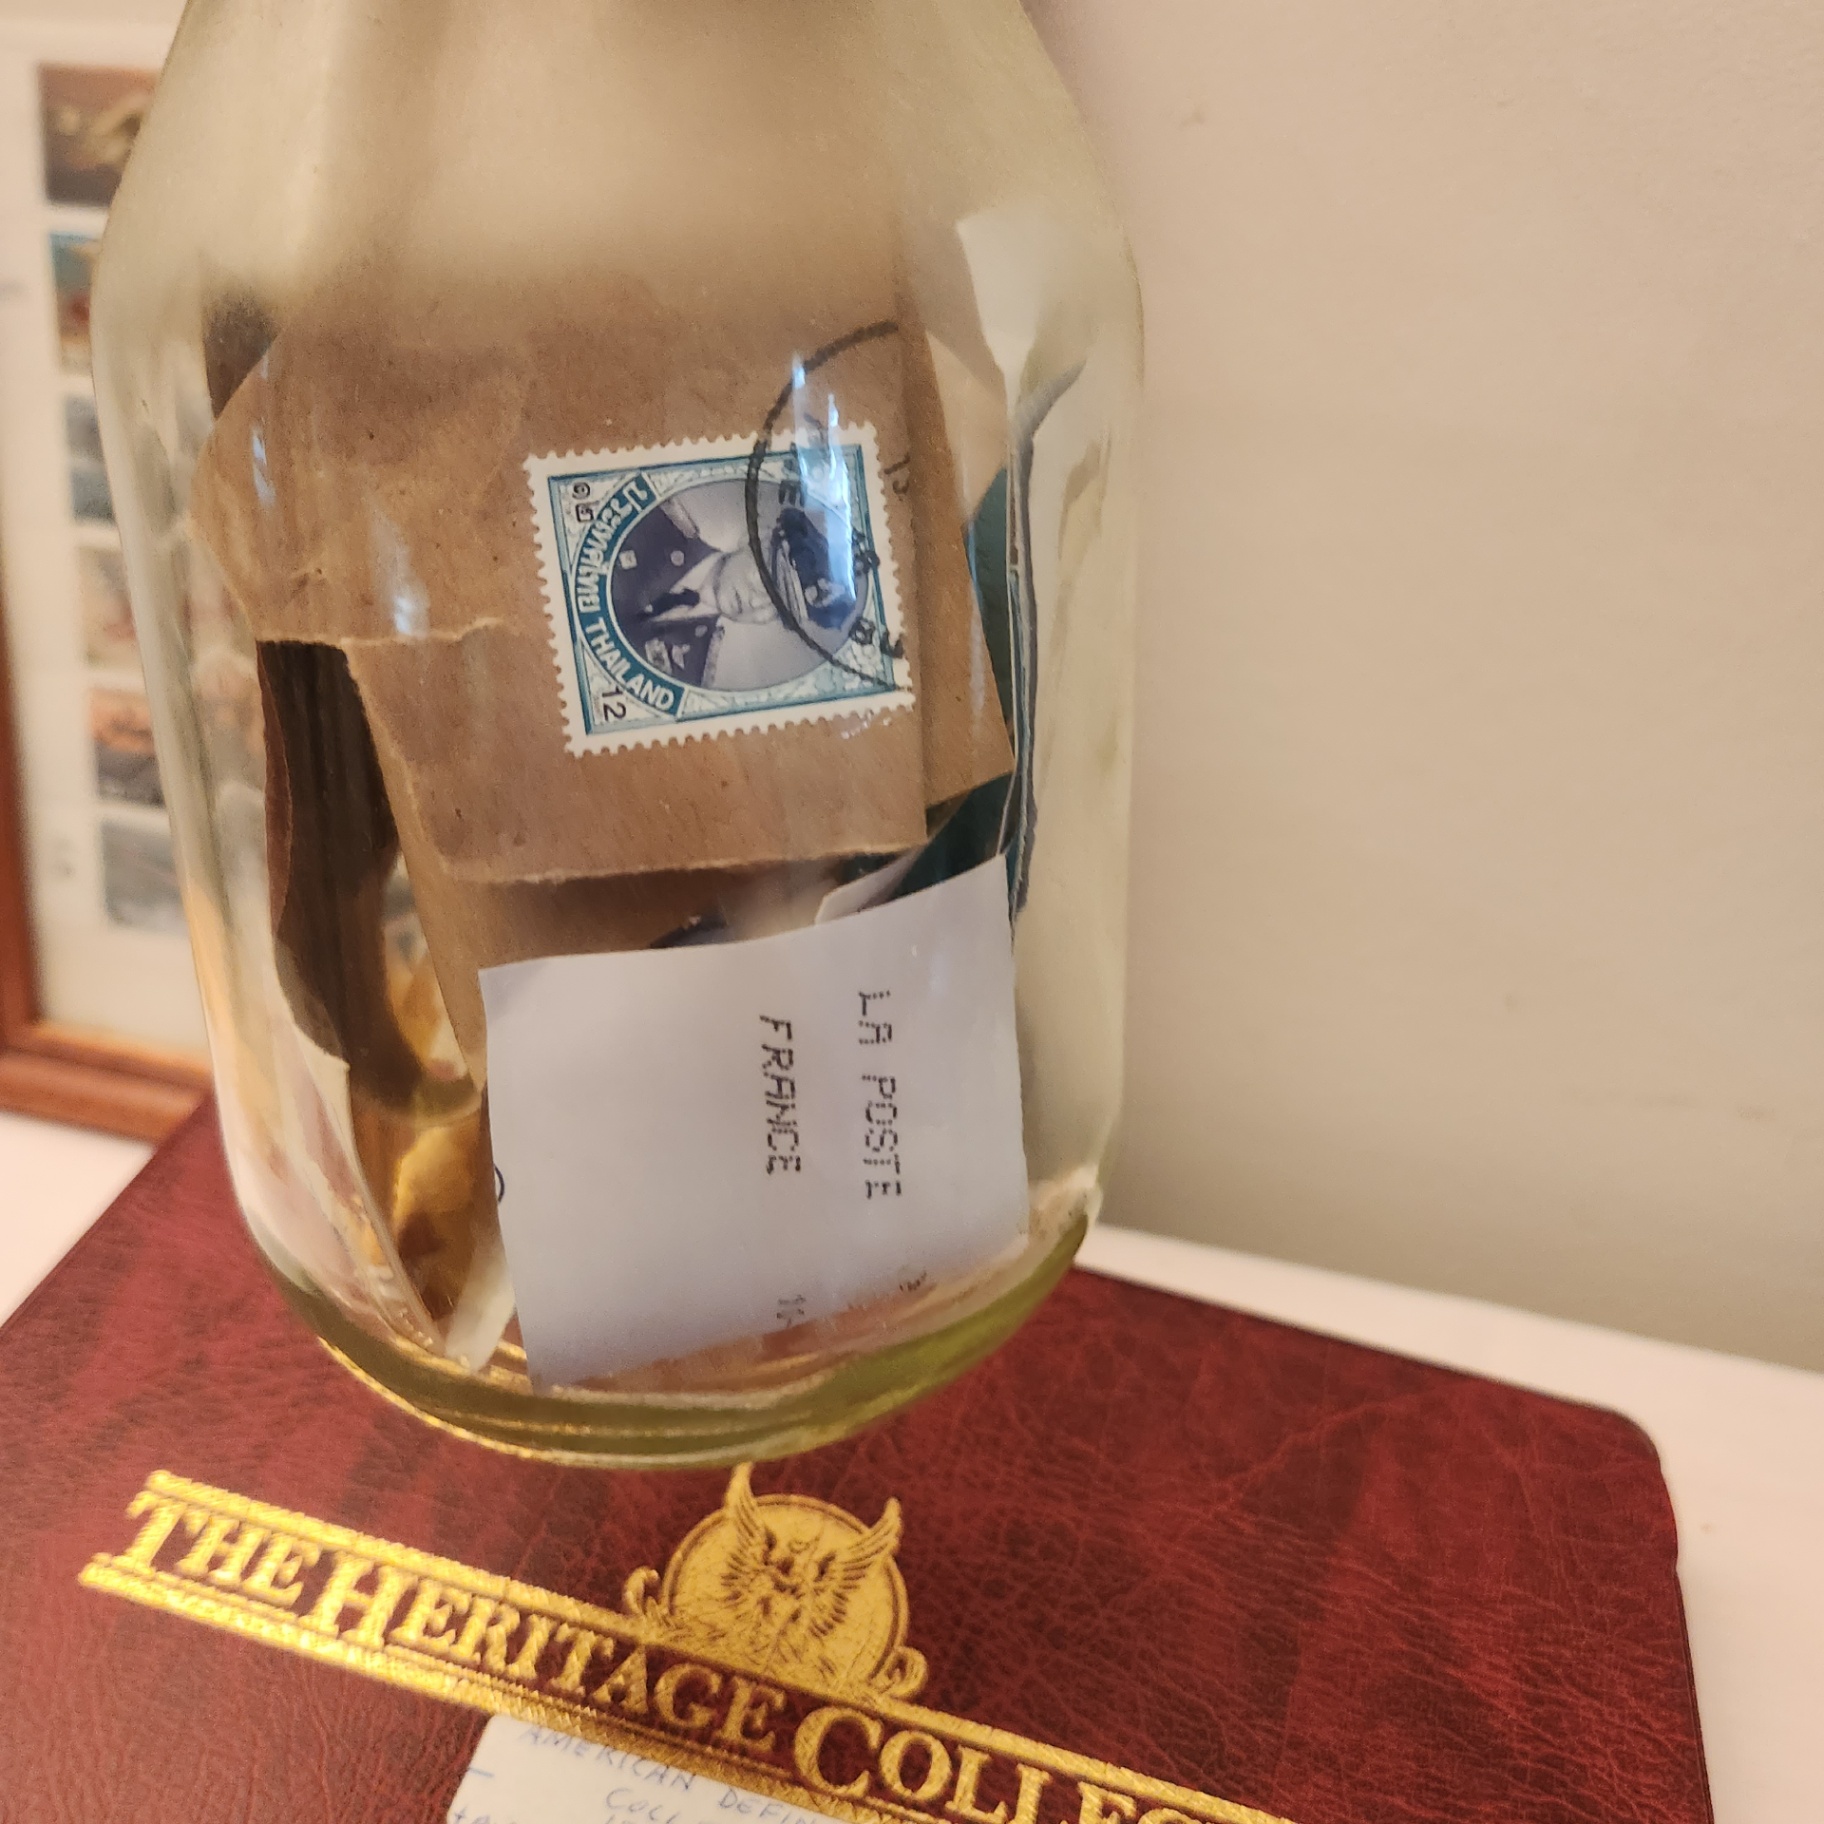 ประเทศไทย THAILAND
๑๒
12
LA POSTE
FRANCE
THE HERITAGE COLLEC
AMERICAN DEFIN
COLL